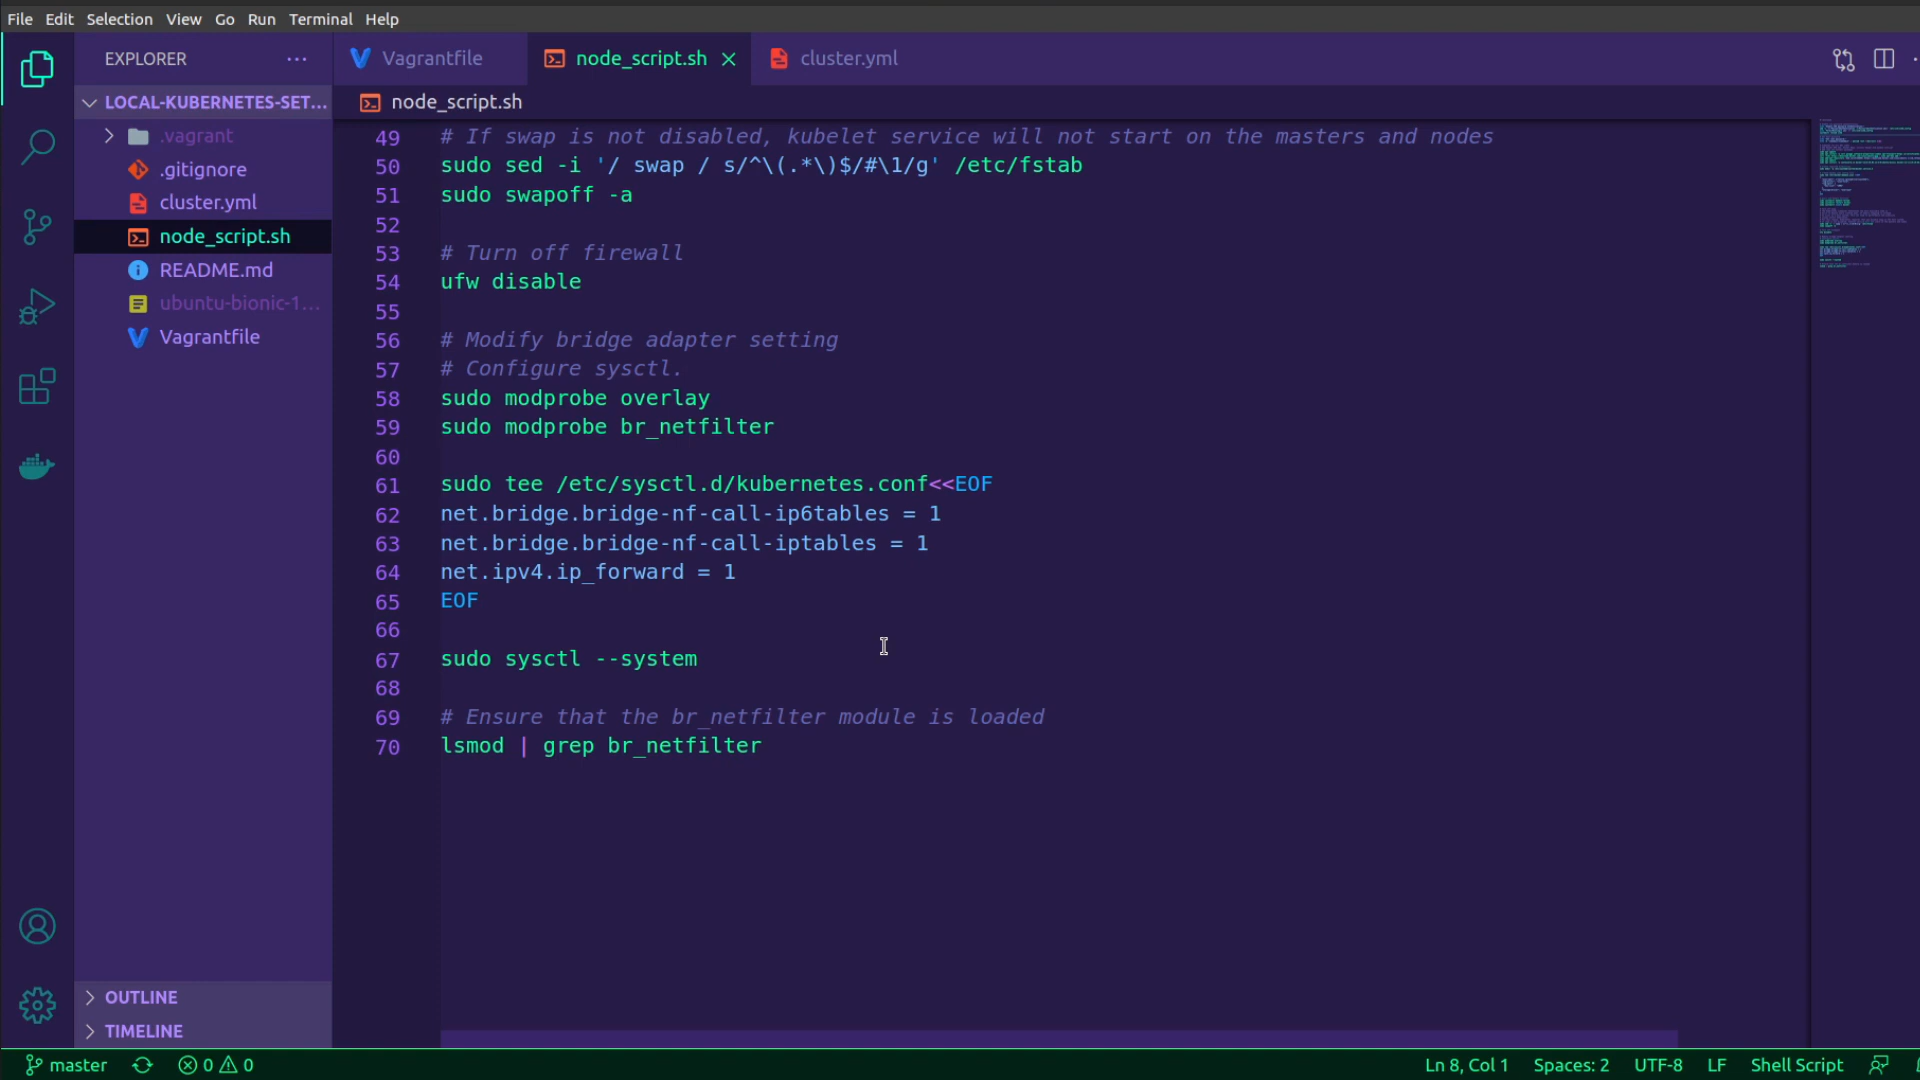 File Edit Selection View Go Run Terminal Help
EXPLORER ...
LOCAL-KUBERNETES-SET...
.vagrant
.gitignore
cluster.yml
node_script.sh
README.md
ubuntu-bionic-1...
Vagrantfile
OUTLINE
TIMELINE
Vagrantfile node_script.sh cluster.yml
node_script.sh
49 # If swap is not disabled, kubelet service will not start on the masters and nodes
50 sudo sed -i '/ swap / s/^\(.*\)$/#\1/g' /etc/fstab
51 sudo swapoff -a
52
53 # Turn off firewall
54 ufw disable
55
56 # Modify bridge adapter setting
57 # Configure sysctl.
58 sudo modprobe overlay
59 sudo modprobe br_netfilter
60
61 sudo tee /etc/sysctl.d/kubernetes.conf<<EOF
62 net.bridge.bridge-nf-call-ip6tables = 1
63 net.bridge.bridge-nf-call-iptables = 1
64 net.ipv4.ip_forward = 1
65 EOF
66
67 sudo sysctl --system
68
69 # Ensure that the br_netfilter module is loaded
70 lsmod | grep br_netfilter
master 0 0 Ln 8, Col 1 Spaces: 2 UTF-8 LF Shell Script